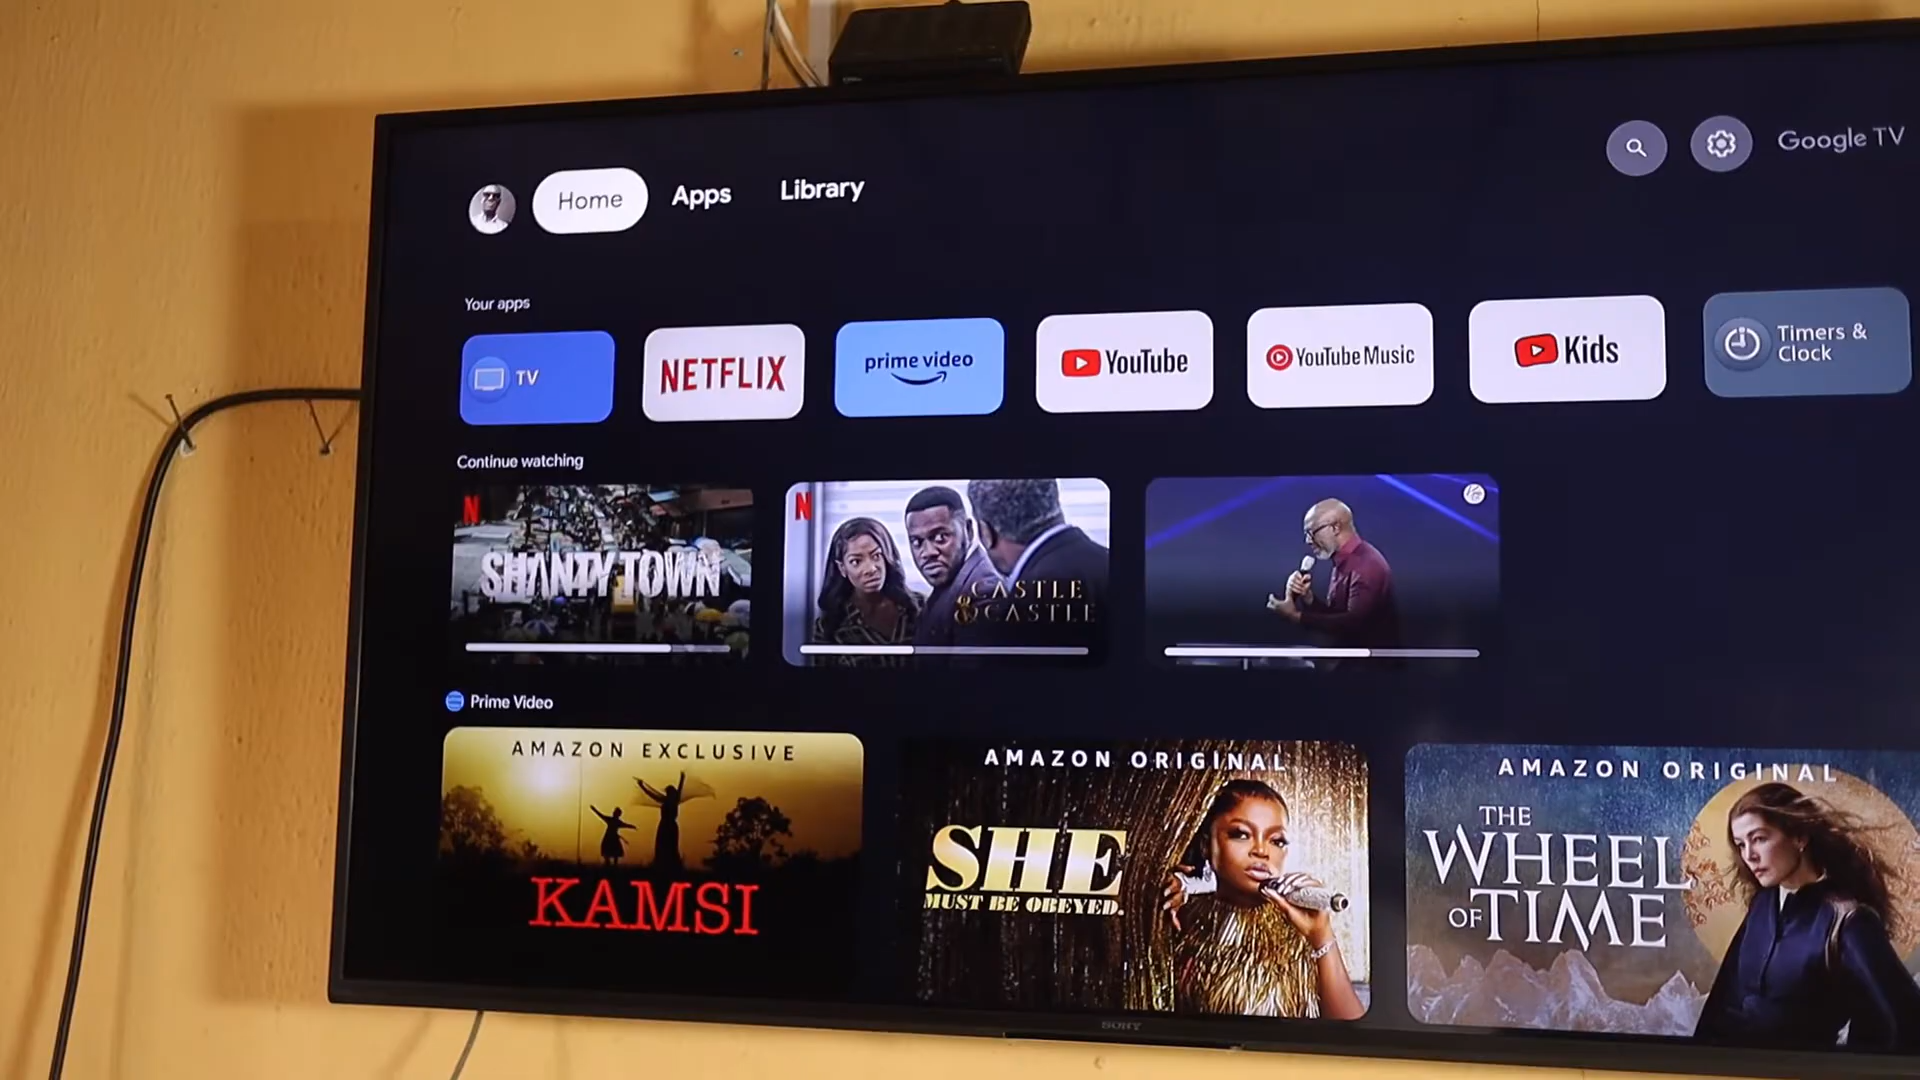 Google TV
Home Apps Library
Your apps
TV
NETFLIX
prime video
YouTube
YouTube Music
Kids
Timers &
Clock
Continue watching
N
SHANTY TOWN
N
CASTLE
& CASTLE
Prime Video
AMAZON EXCLUSIVE
KAMSI
AMAZON ORIGINAL
SHE
MUST BE OBEYED.
AMAZON ORIGINAL
THE
WHEEL
OF TIME
SONY